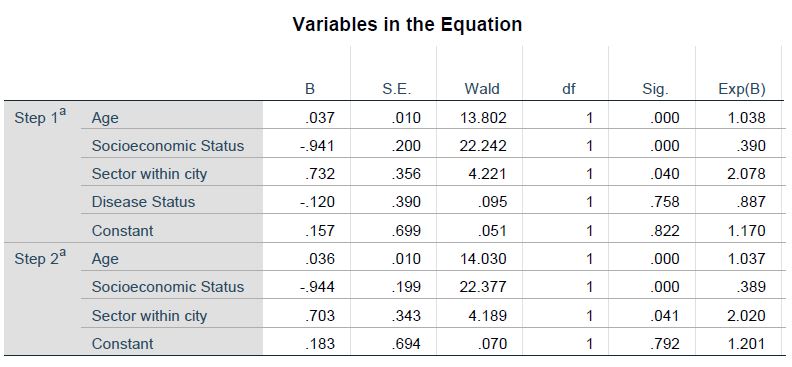 Variables in the Equation
B S.E. Wald df Sig. Exp(B)
Step 1a Age .037 .010 13.802 1 .000 1.038
Socioeconomic Status -.941 .200 22.242 1 .000 .390
Sector within city .732 .356 4.221 1 .040 2.078
Disease Status -.120 .390 .095 1 .758 .887
Constant .157 .699 .051 1 .822 1.170
Step 2a Age .036 .010 14.030 1 .000 1.037
Socioeconomic Status -.944 .199 22.377 1 .000 .389
Sector within city .703 .343 4.189 1 .041 2.020
Constant .183 .694 .070 1 .792 1.201